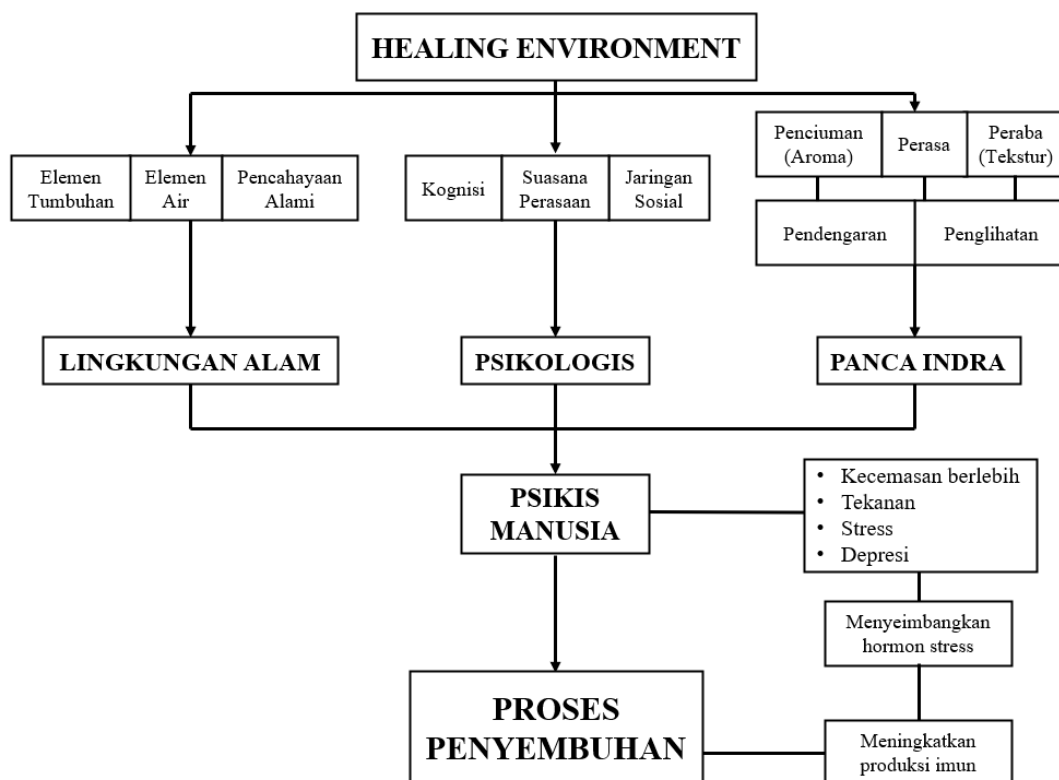 HEALING ENVIRONMENT
Elemen
Tumbuhan
Elemen
Air
Pencahayaan
Alami
Kognisi
Suasana
Perasaan
Jaringan
Sosial
Penciuman
(Aroma)
Perasa
Peraba
(Tekstur)
Pendengaran
Penglihatan
LINGKUNGAN ALAM
PSIKOLOGIS
PANCA INDRA
PSIKIS
MANUSIA
• Kecemasan berlebih
• Tekanan
• Stress
• Depresi
Menyeimbangkan
hormon stress
PROSES
PENYEMBUHAN
Meningkatkan
produksi imun